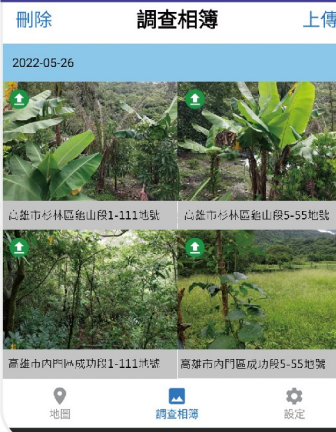 刪除 調查相簿 上傳
2022-05-26
高雄市杉林區龜山段1-111地號 高雄市杉林區龜山段5-55地號
高雄市內門區成功段1-111地號 高雄市內門區成功段5-55地號
地圖 調查相簿 設定